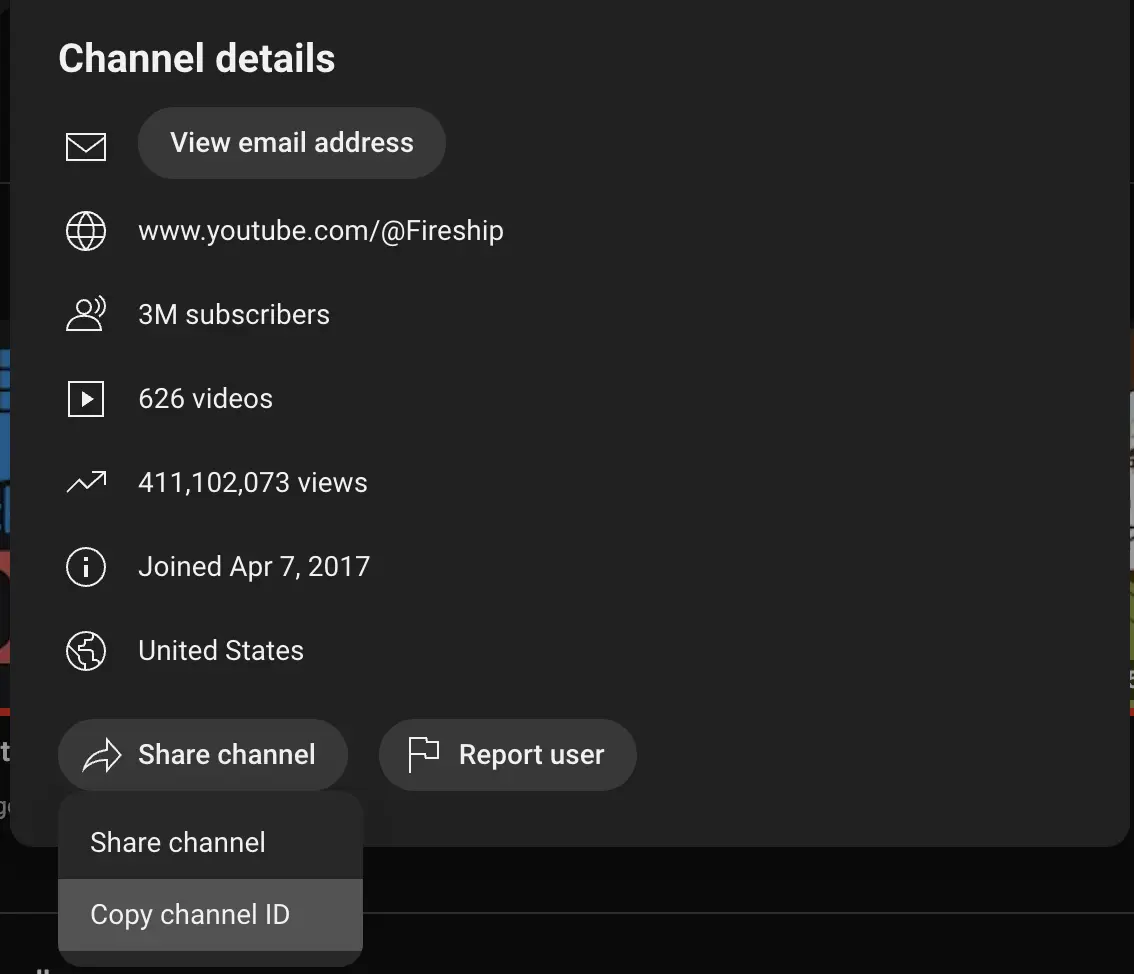 Channel details
View email address
www.youtube.com/@Fireship
3M subscribers
626 videos
411,102,073 views
Joined Apr 7, 2017
United States
Share channel
Report user
Share channel
Copy channel ID